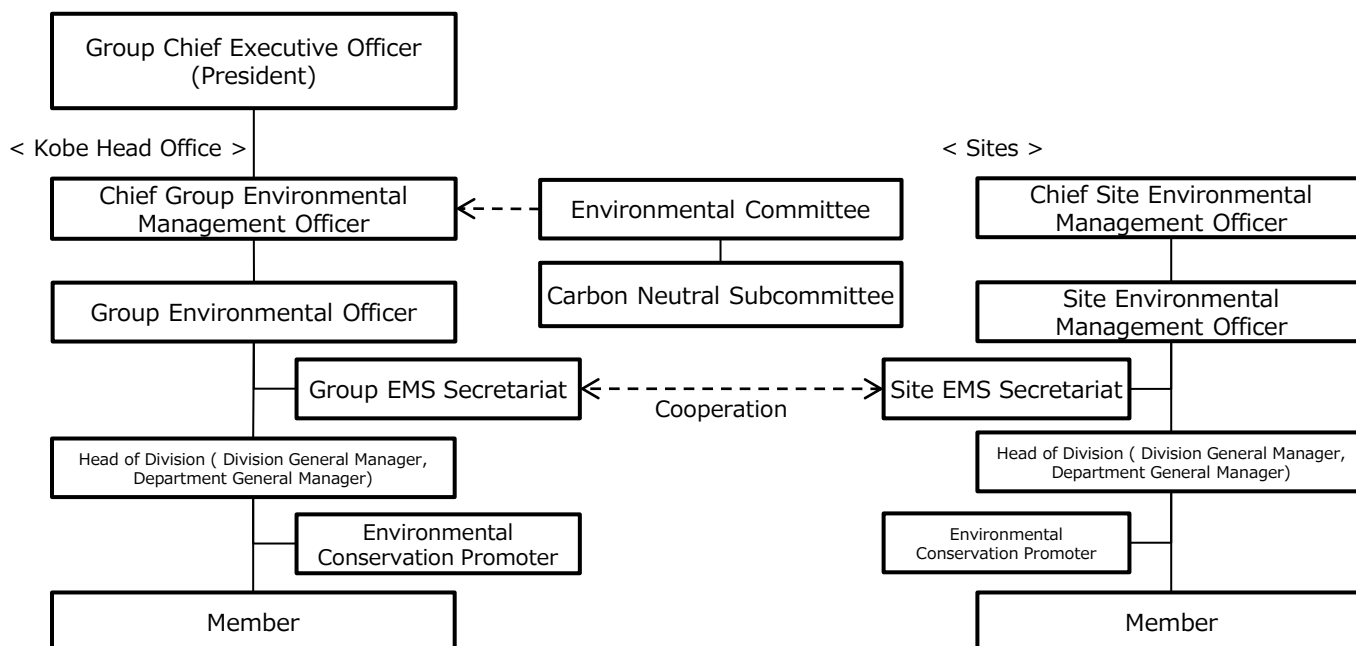 Group Chief Executive Officer
(President)
< Kobe Head Office >
< Sites >
Chief Group Environmental
Management Officer
Environmental Committee
Chief Site Environmental
Management Officer
Carbon Neutral Subcommittee
Group Environmental Officer
Site Environmental
Management Officer
Group EMS Secretariat
Cooperation
Site EMS Secretariat
Head of Division ( Division General Manager,
Department General Manager)
Head of Division ( Division General Manager,
Department General Manager)
Environmental
Conservation Promoter
Environmental
Conservation Promoter
Member
Member